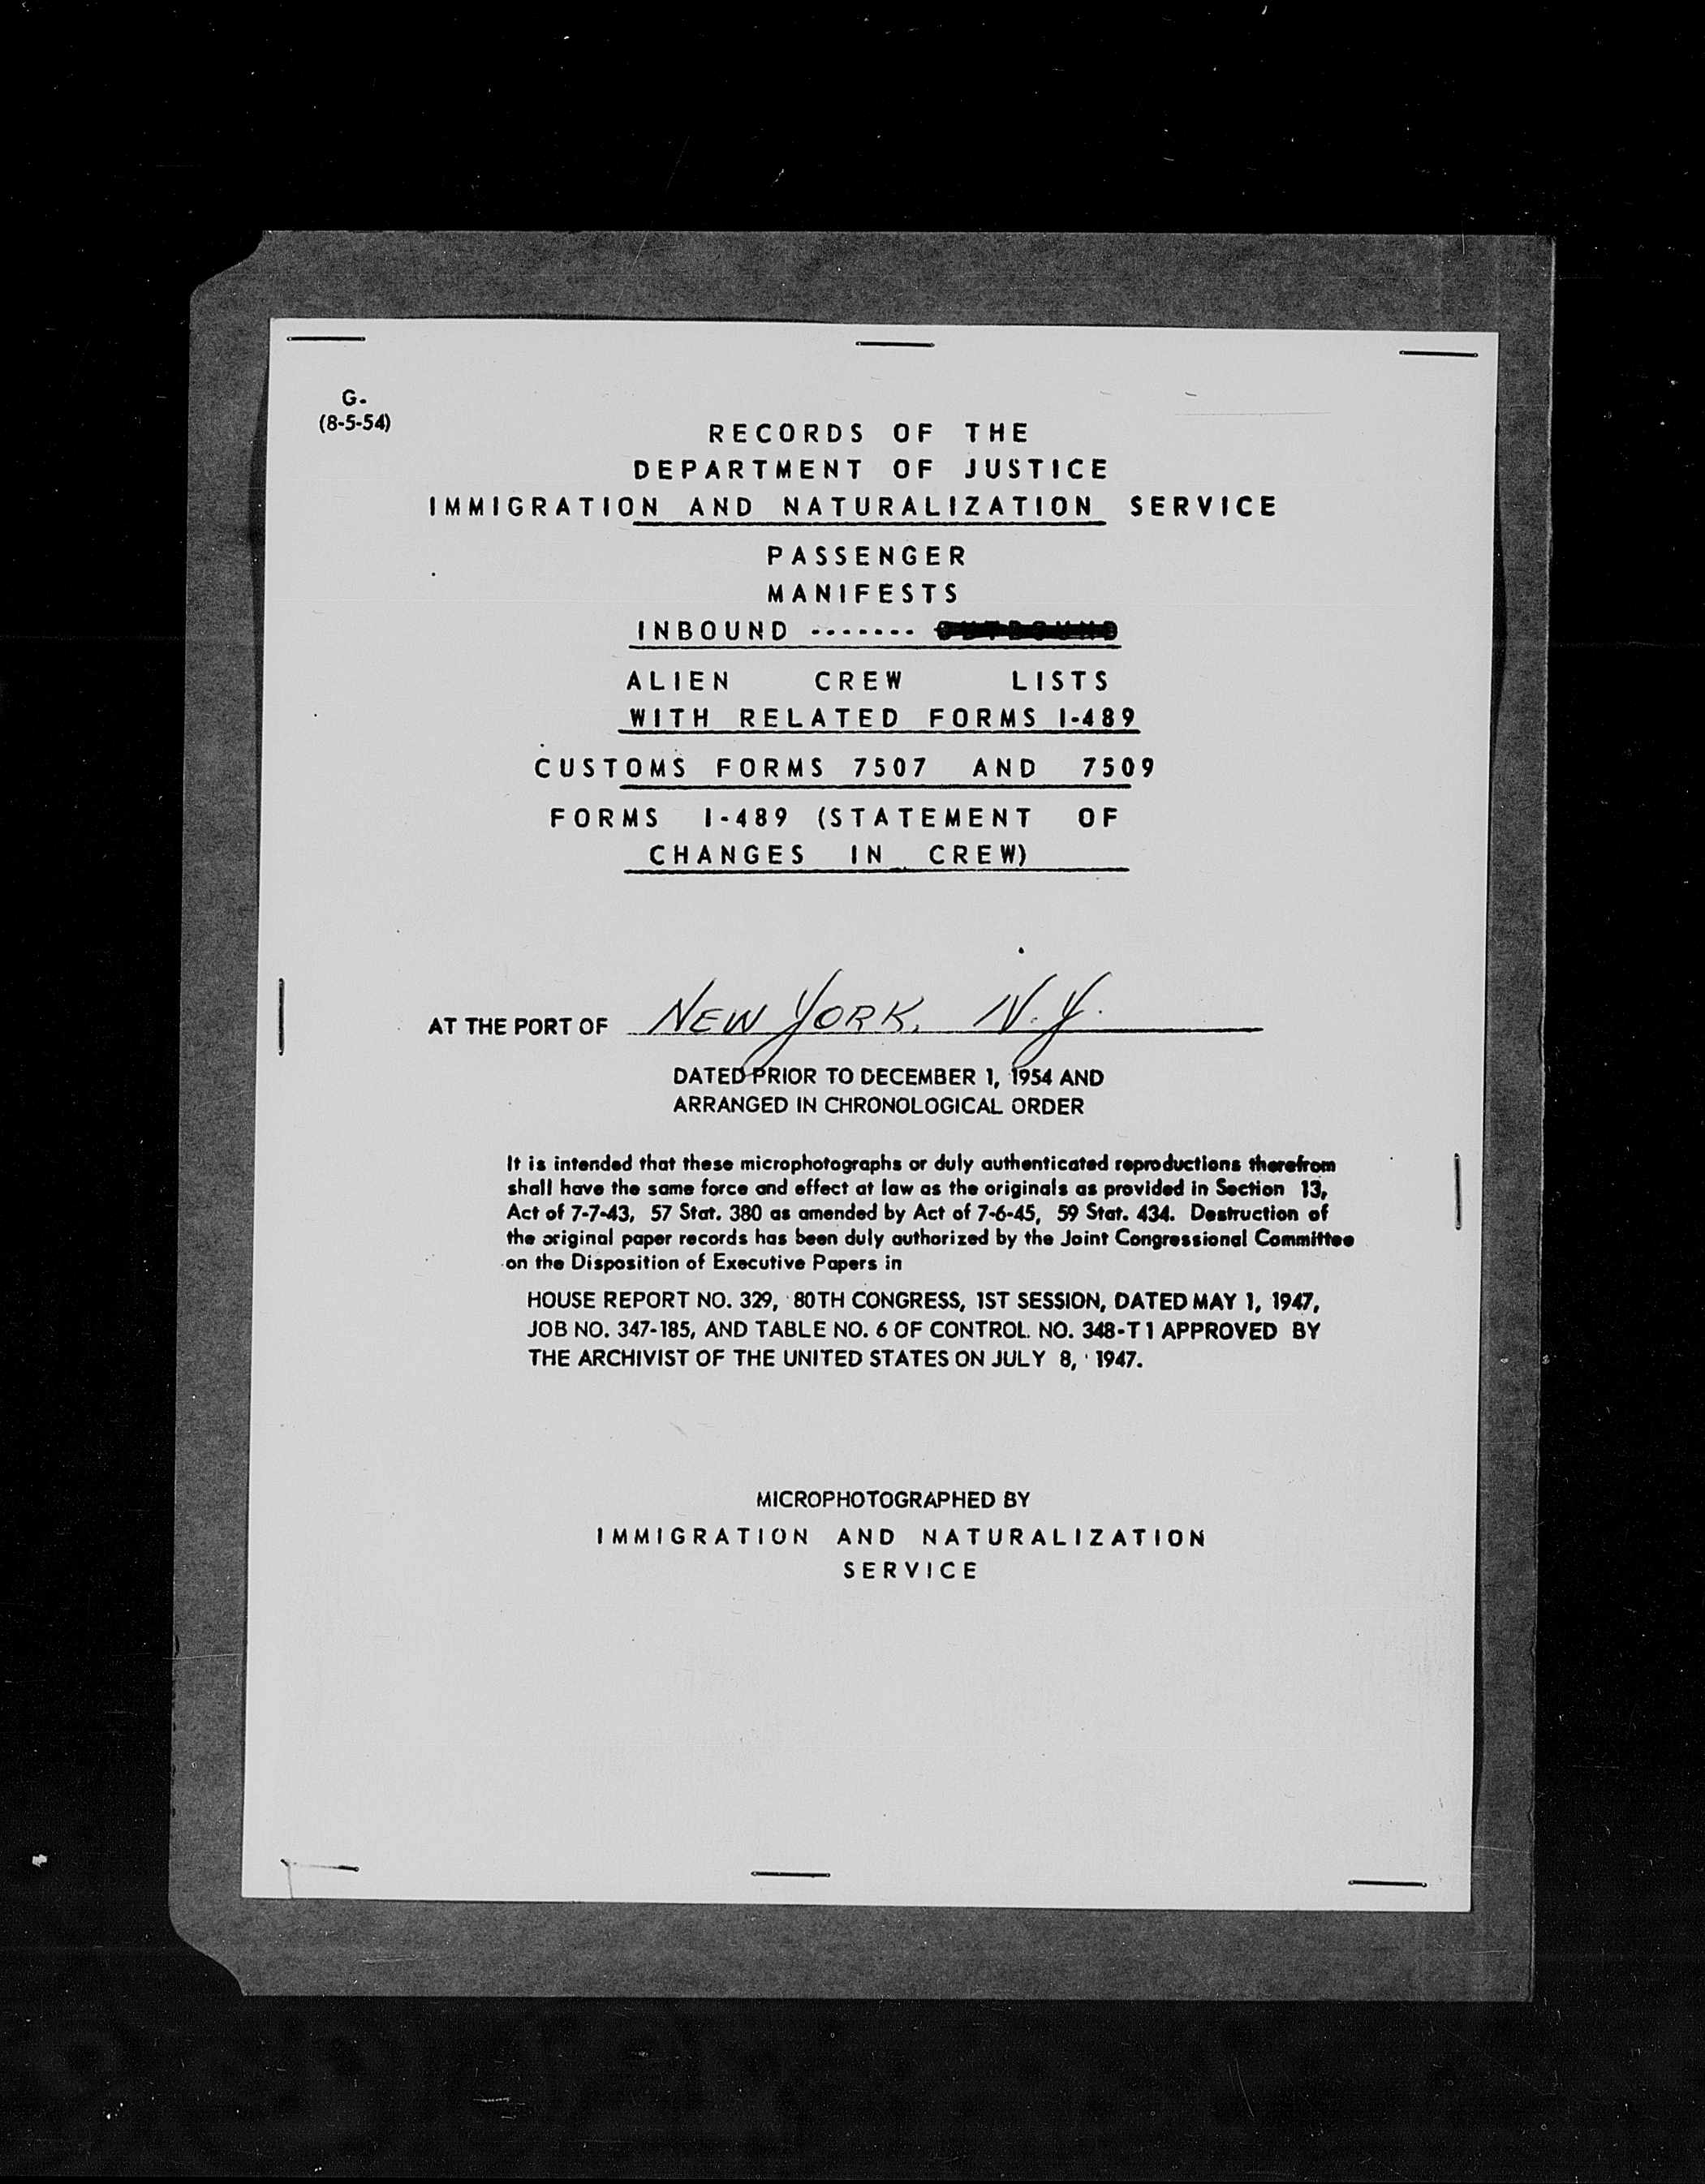 G.
(8-5-54)
RECORDS OF THE
DEPARTMENT OF JUSTICE
IMMIGRATION AND NATURALIZATION SERVICE
PASSENGER
MANIFESTS
INBOUND ------- OUTBOUND
ALIEN CREW LISTS
WITH RELATED FORMS I-489
CUSTOMS FORMS 7507 AND 7509
FORMS I-489 (STATEMENT OF
CHANGES IN CREW)
AT THE PORT OF NEW YORK, N.Y.
DATED PRIOR TO DECEMBER 1, 1954 AND
ARRANGED IN CHRONOLOGICAL ORDER
It is intended that these microphotographs or duly authenticated reproductions therefrom
shall have the same force and effect at law as the originals as provided in Section 13,
Act of 7-7-43, 57 Stat. 380 as amended by Act of 7-6-45, 59 Stat. 434. Destruction of
the original paper records has been duly authorized by the Joint Congressional Committee
on the Disposition of Executive Papers in
HOUSE REPORT NO. 329, 80TH CONGRESS, 1ST SESSION, DATED MAY 1, 1947,
JOB NO. 347-185, AND TABLE NO. 6 OF CONTROL NO. 348-T1 APPROVED BY
THE ARCHIVIST OF THE UNITED STATES ON JULY 8, 1947.
MICROPHOTOGRAPHED BY
IMMIGRATION AND NATURALIZATION
SERVICE